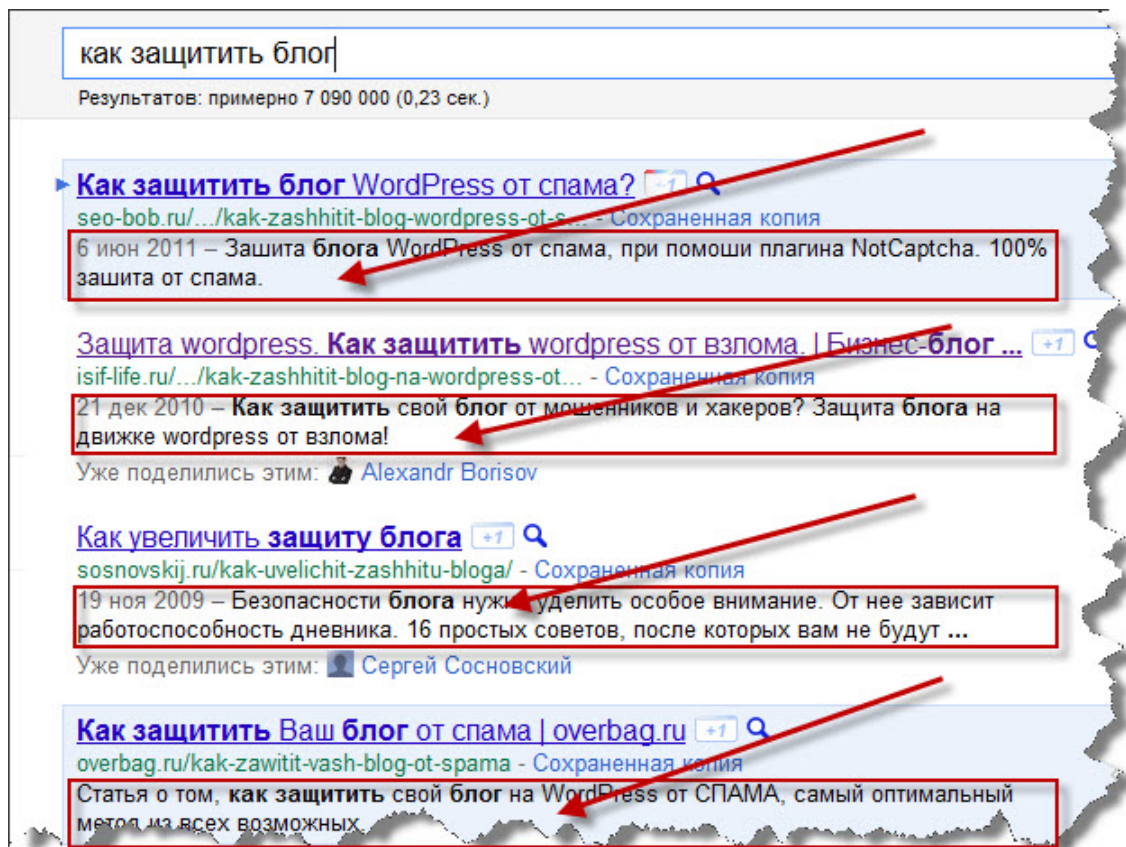 как защитить блог
Результатов: примерно 7 090 000 (0,23 сек.)
Как защитить блог WordPress от спама? +1
seo-bob.ru/.../kak-zashhitit-blog-wordpress-ot-s... - Сохраненная копия
6 июн 2011 – Зашита блога WordPress от спама, при помоши плагина NotCaptcha. 100%
зашита от спама.
Защита wordpress. Как защитить wordpress от взлома. | Бизнес-блог ... +1
isif-life.ru/.../kak-zashhitit-blog-na-wordpress-ot... - Сохраненная копия
21 дек 2010 – Как защитить свой блог от мошенников и хакеров? Защита блога на
движке wordpress от взлома!
Уже поделились этим: Alexandr Borisov
Как увеличить защиту блога +1
sosnovskij.ru/kak-uvelichit-zashhitu-bloga/ - Сохраненная копия
19 ноя 2009 – Безопасности блога нужно уделить особое внимание. От нее зависит
работоспособность дневника. 16 простых советов, после которых вам не будут ...
Уже поделились этим: Сергей Сосновский
Как защитить Ваш блог от спама | overbag.ru +1
overbag.ru/kak-zawitit-vash-blog-ot-spama - Сохраненная копия
Статья о том, как защитить свой блог на WordPress от СПАМА, самый оптимальный
метод из всех возможных.